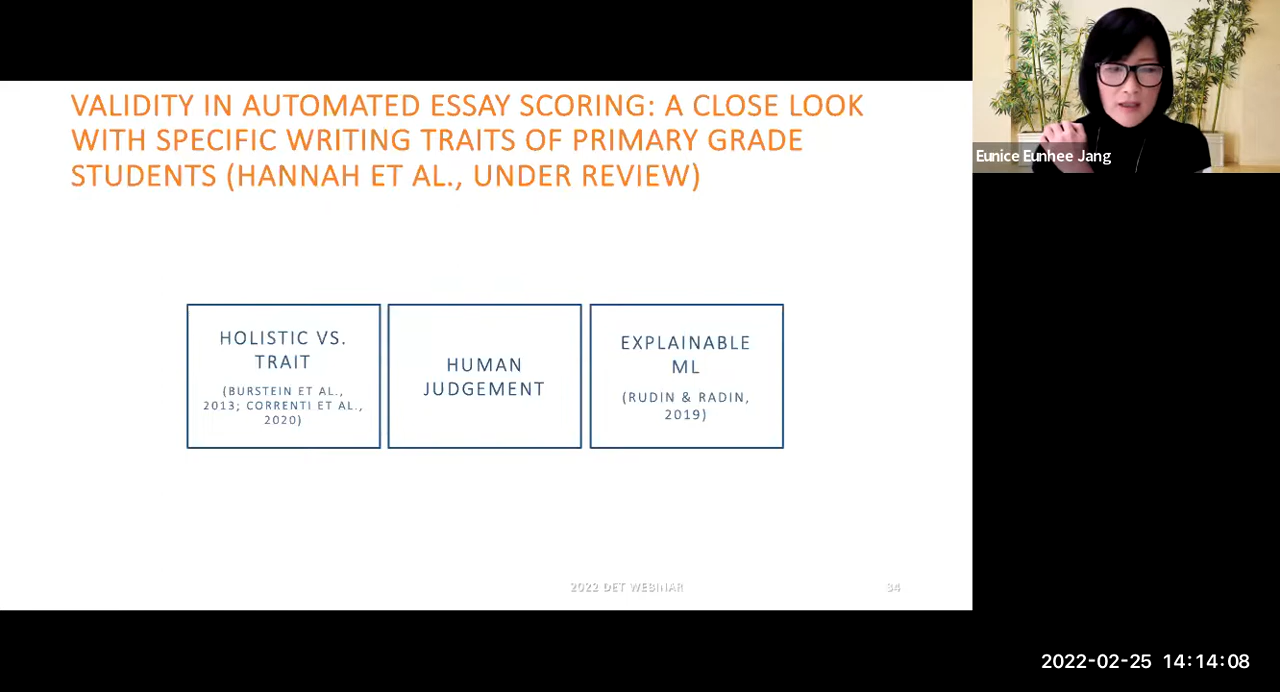 VALIDITY IN AUTOMATED ESSAY SCORING: A CLOSE LOOK
WITH SPECIFIC WRITING TRAITS OF PRIMARY GRADE
STUDENTS (HANNAH ET AL., UNDER REVIEW)
Eunice Eunhee Jang
HOLISTIC VS.
TRAIT
(BURSTEIN ET AL.,
2013; CORRENTI ET AL.,
2020)
HUMAN
JUDGEMENT
EXPLAINABLE
ML
(RUDIN & RADIN,
2019)
2022 DET WEBINAR
34
2022-02-25 14:14:08